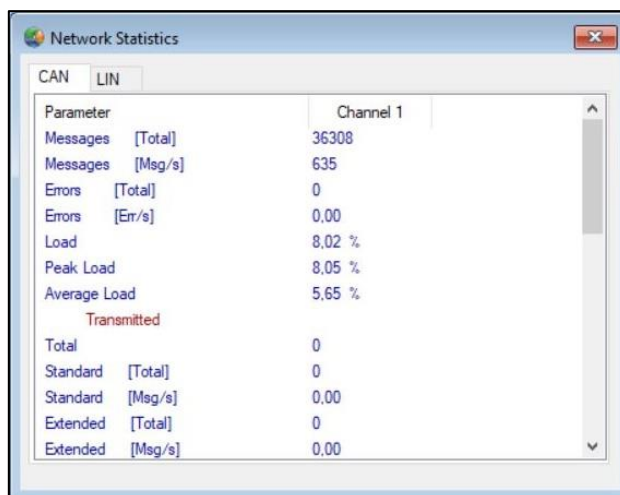 Network Statistics
CAN LIN
Parameter Channel 1
Messages [Total] 36308
Messages [Msg/s] 635
Errors [Total] 0
Errors [Err/s] 0,00
Load 8,02 %
Peak Load 8,05 %
Average Load 5,65 %
Transmitted
Total 0
Standard [Total] 0
Standard [Msg/s] 0,00
Extended [Total] 0
Extended [Msg/s] 0,00